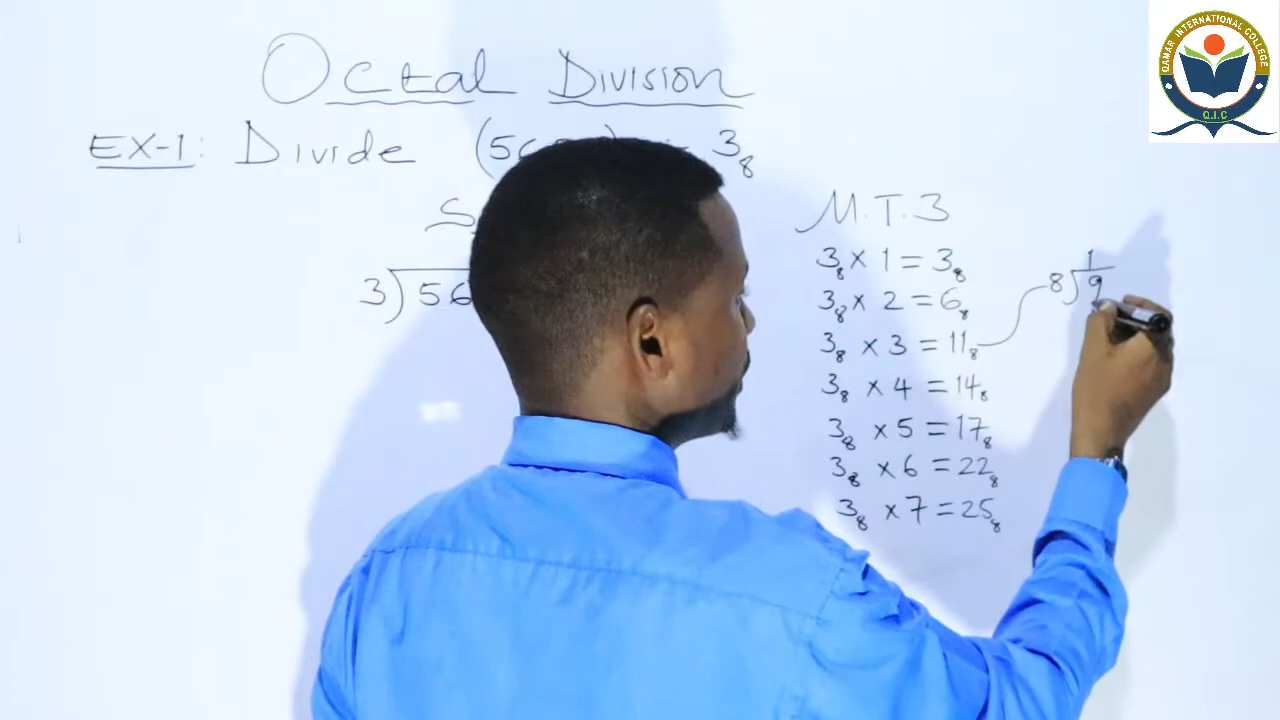 Octal Division
EX-1: Divide (56 3₈
3)56
M.T.3
3₈ × 1 = 3₈
3₈ × 2 = 6₈
3₈ × 3 = 11₈
3₈ × 4 = 14₈
3₈ × 5 = 17₈
3₈ × 6 = 22₈
3₈ × 7 = 25₈
1
8)9
QAMAR INTERNATIONAL COLLEGE
Q.I.C